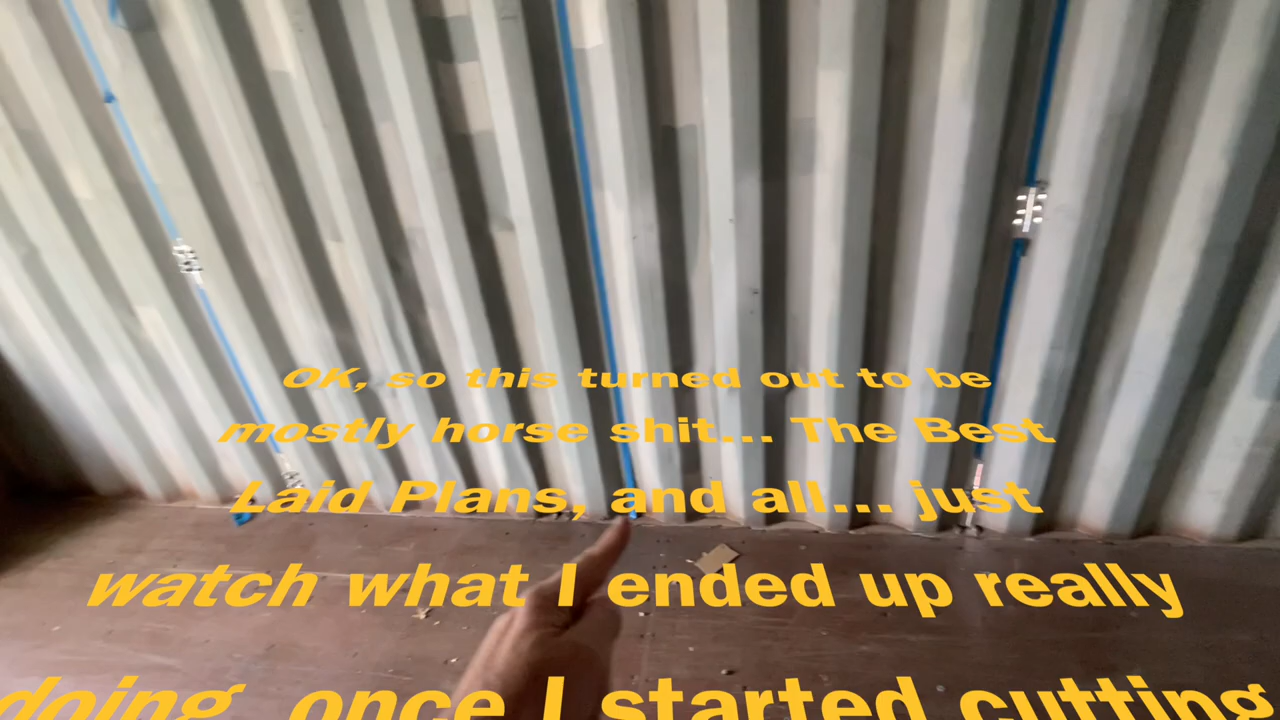 OK, so this turned out to be
mostly horse shit... The Best
Laid Plans, and all... just
watch what I ended up really
doing, once I started cutting